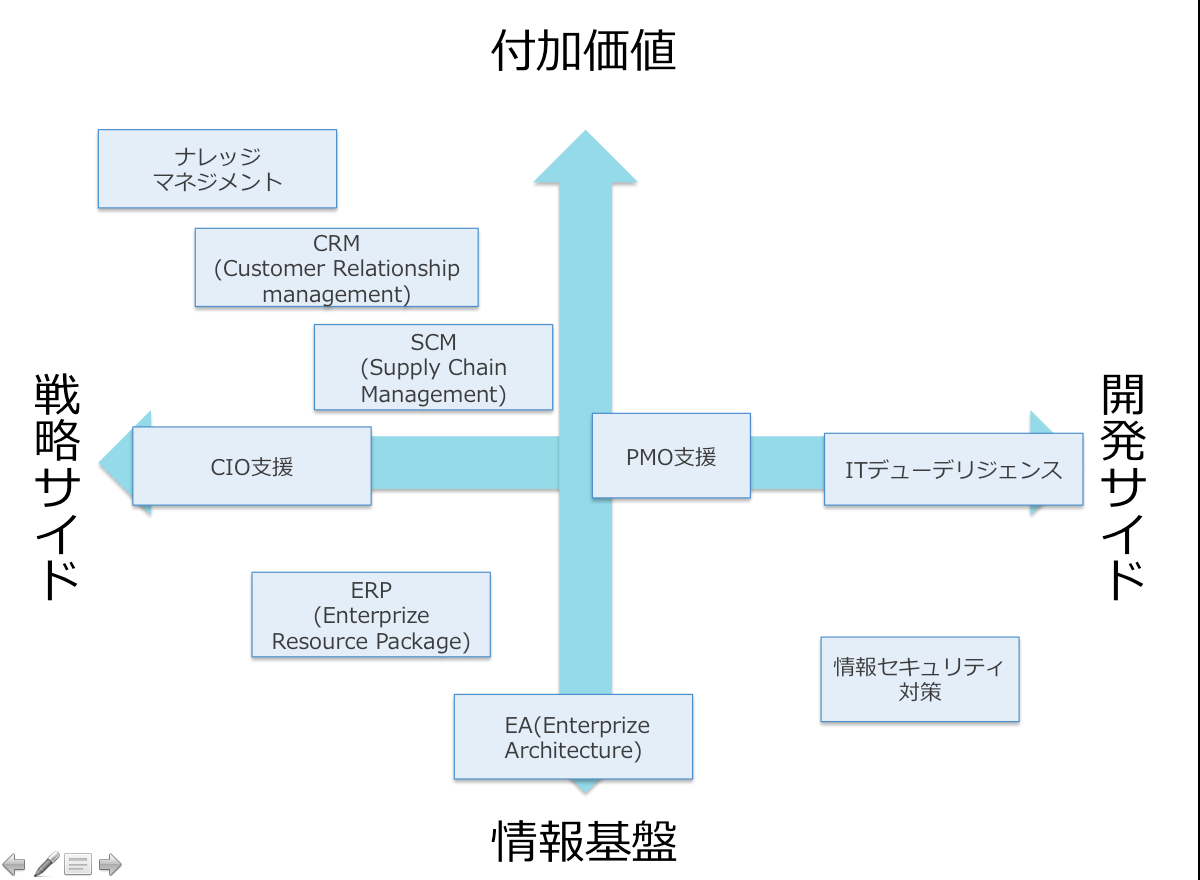 付加価値
ナレッジ
マネジメント
CRM
(Customer Relationship
management)
SCM
(Supply Chain
Management)
戦略サイド
CIO支援
PMO支援
ITデューデリジェンス
開発サイド
ERP
(Enterprize
Resource Package)
情報セキュリティ
対策
EA(Enterprize
Architecture)
情報基盤